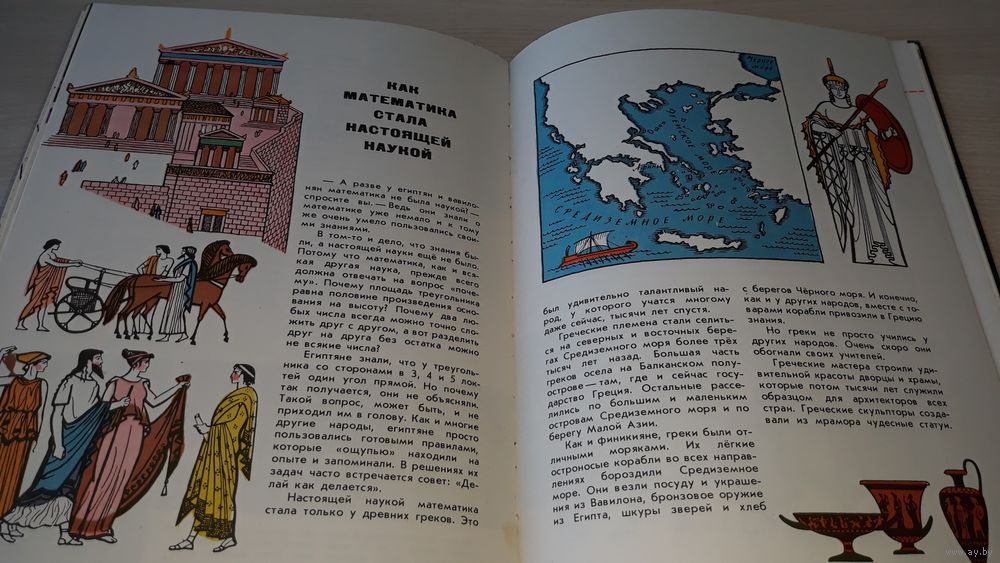 КАК
МАТЕМАТИКА
СТАЛА
НАСТОЯЩЕЙ
НАУКОЙ
— А разве у египтян и вавило-
нян математика не была наукой? —
спросите вы. — Ведь они знали о
математике уже немало и к тому
же очень умело пользовались свои-
ми знаниями.
В том-то и дело, что знания бы-
ли, а настоящей науки ещё не было.
Потому что математика, как и вся-
кая другая наука, прежде всего
должна отвечать на вопрос «поче-
му». Почему площадь треугольника
равна половине произведения осно-
вания на высоту? Почему два лю-
бых числа всегда можно точно сло-
жить друг с другом, а вот разделить
друг на друга без остатка можно
не всякие числа?
Египтяне знали, что у треуголь-
ника со сторонами в 3, 4 и 5 лок-
тей один угол прямой. Но почему
так получается, они не объясняли.
Такой вопрос, может быть, и не
приходил им в голову. Как и многие
другие народы, египтяне просто
пользовались готовыми правилами,
которые «ощупью» находили на
опыте и запоминали. В решениях их
задач часто встречается совет: «Де-
лай как делается».
Настоящей наукой математика
стала только у древних греков. Это
Чёрное
море
СРЕДИЗЕМНОЕ МОРЕ
был удивительно талантливый на-
род, у которого учатся многому
даже сейчас, тысячи лет спустя.
Греческие племена стали селить-
ся на северных и восточных бере-
гах Средиземного моря более трёх
тысяч лет назад. Большая часть
греков осела на Балканском полу-
острове — там, где и сейчас госу-
дарство Греция. Остальные рассе-
лились по большим и маленьким
островам Средиземного моря и по
берегу Малой Азии.
Как и финикияне, греки были от-
личными моряками. Их лёгкие
остроносые корабли во всех направ-
лениях бороздили Средиземное
море. Они везли посуду и украше-
ния из Вавилона, бронзовое оружие
из Египта, шкуры зверей и хлеб
с берегов Чёрного моря. И конечно,
как и у других народов, вместе с то-
варами корабли привозили в Грецию
знания.
Но греки не просто учились у
других народов. Очень скоро они
обогнали своих учителей.
Греческие мастера строили уди-
вительной красоты дворцы и храмы,
которые потом тысячи лет служили
образцом для архитекторов всех
стран. Греческие скульпторы созда-
вали из мрамора чудесные статуи.
www.ay.by